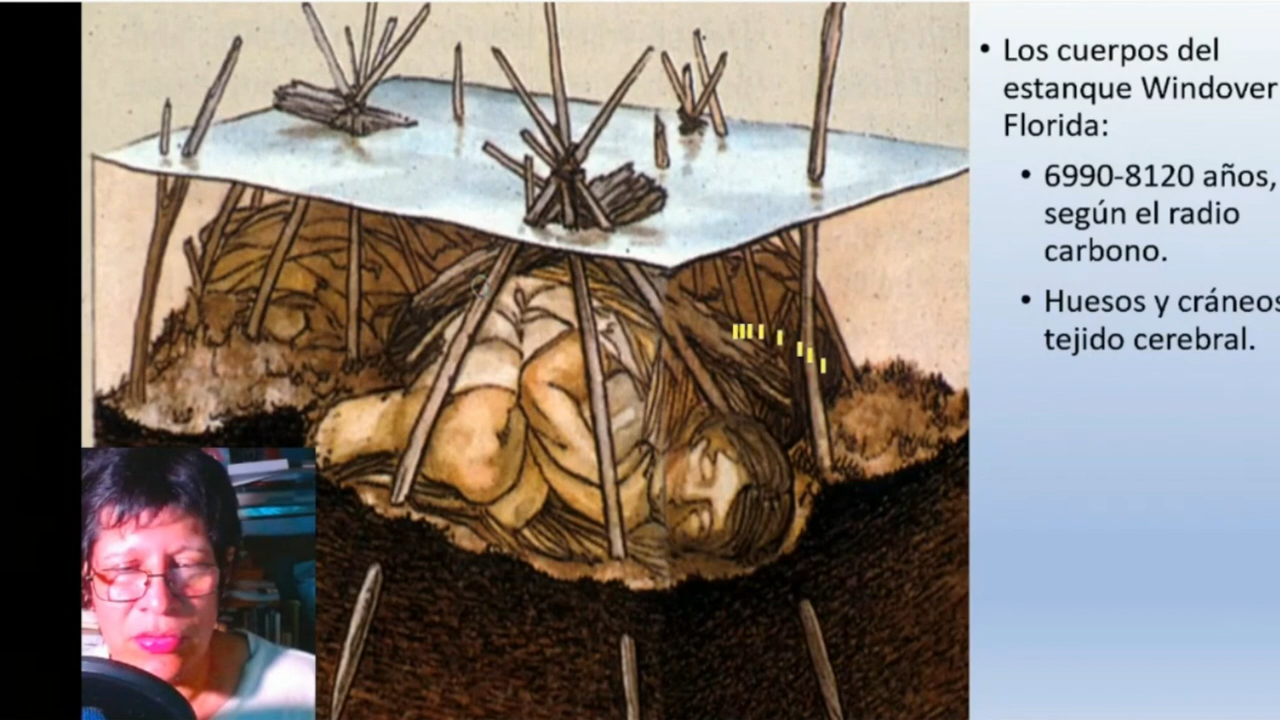 • Los cuerpos del
estanque Windover
Florida:
• 6990-8120 años,
según el radio
carbono.
• Huesos y cráneos
tejido cerebral.